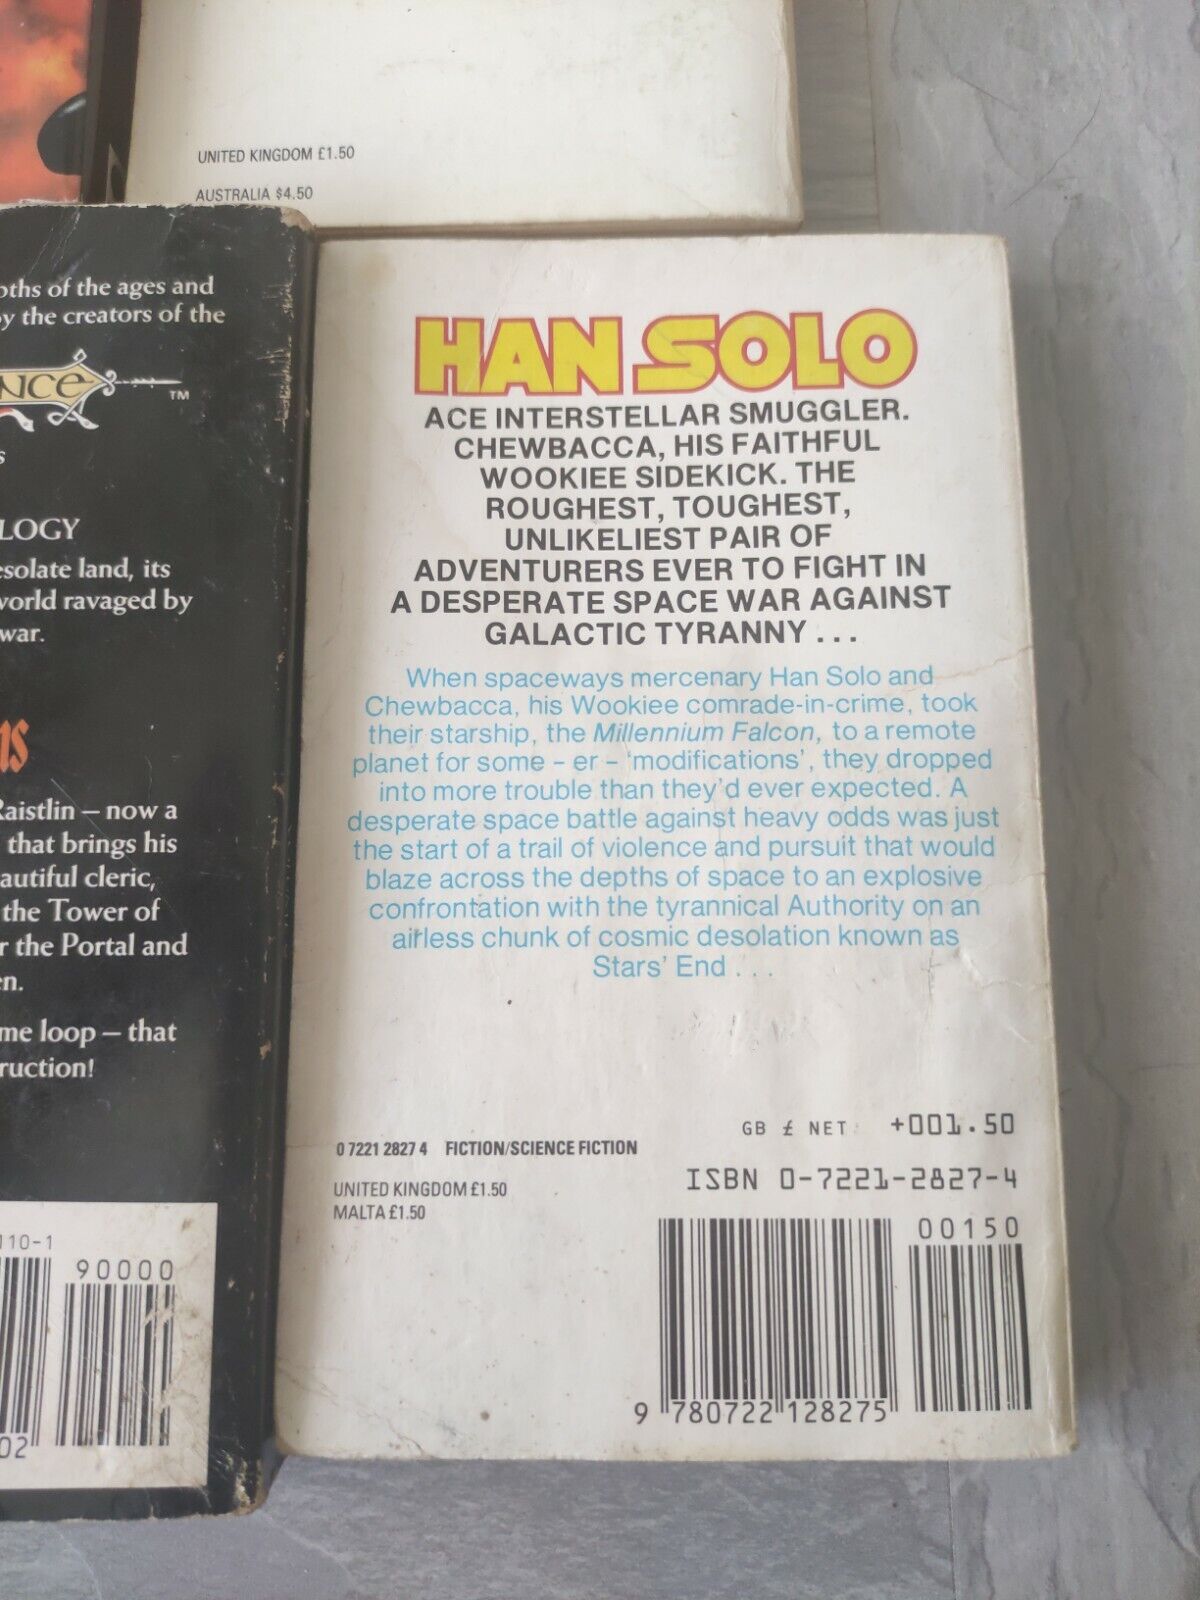 UNITED KINGDOM £1.50
AUSTRALIA $4.50
of the ages and
by the creators of the
TM
LOGY
land, its
ravaged by
war.
Raistlin – now a
that brings his
cleric,
the Tower of
the Portal and
me loop – that
110-1
90000
02
HAN SOLO
ACE INTERSTELLAR SMUGGLER.
CHEWBACCA, HIS FAITHFUL
WOOKIEE SIDEKICK. THE
ROUGHEST, TOUGHEST,
UNLIKELIEST PAIR OF
ADVENTURERS EVER TO FIGHT IN
A DESPERATE SPACE WAR AGAINST
GALACTIC TYRANNY . . .
When spaceways mercenary Han Solo and
Chewbacca, his Wookiee comrade-in-crime, took
their starship, the Millennium Falcon, to a remote
planet for some – er – 'modifications', they dropped
into more trouble than they'd ever expected. A
desperate space battle against heavy odds was just
the start of a trail of violence and pursuit that would
blaze across the depths of space to an explosive
confrontation with the tyrannical Authority on an
airless chunk of cosmic desolation known as
Stars' End . . .
GB £ NET +001.50
0 7221 2827 4 FICTION/SCIENCE FICTION
ISBN 0-7221-2827-4
UNITED KINGDOM £1.50
MALTA £1.50
00150
9 780722 128275